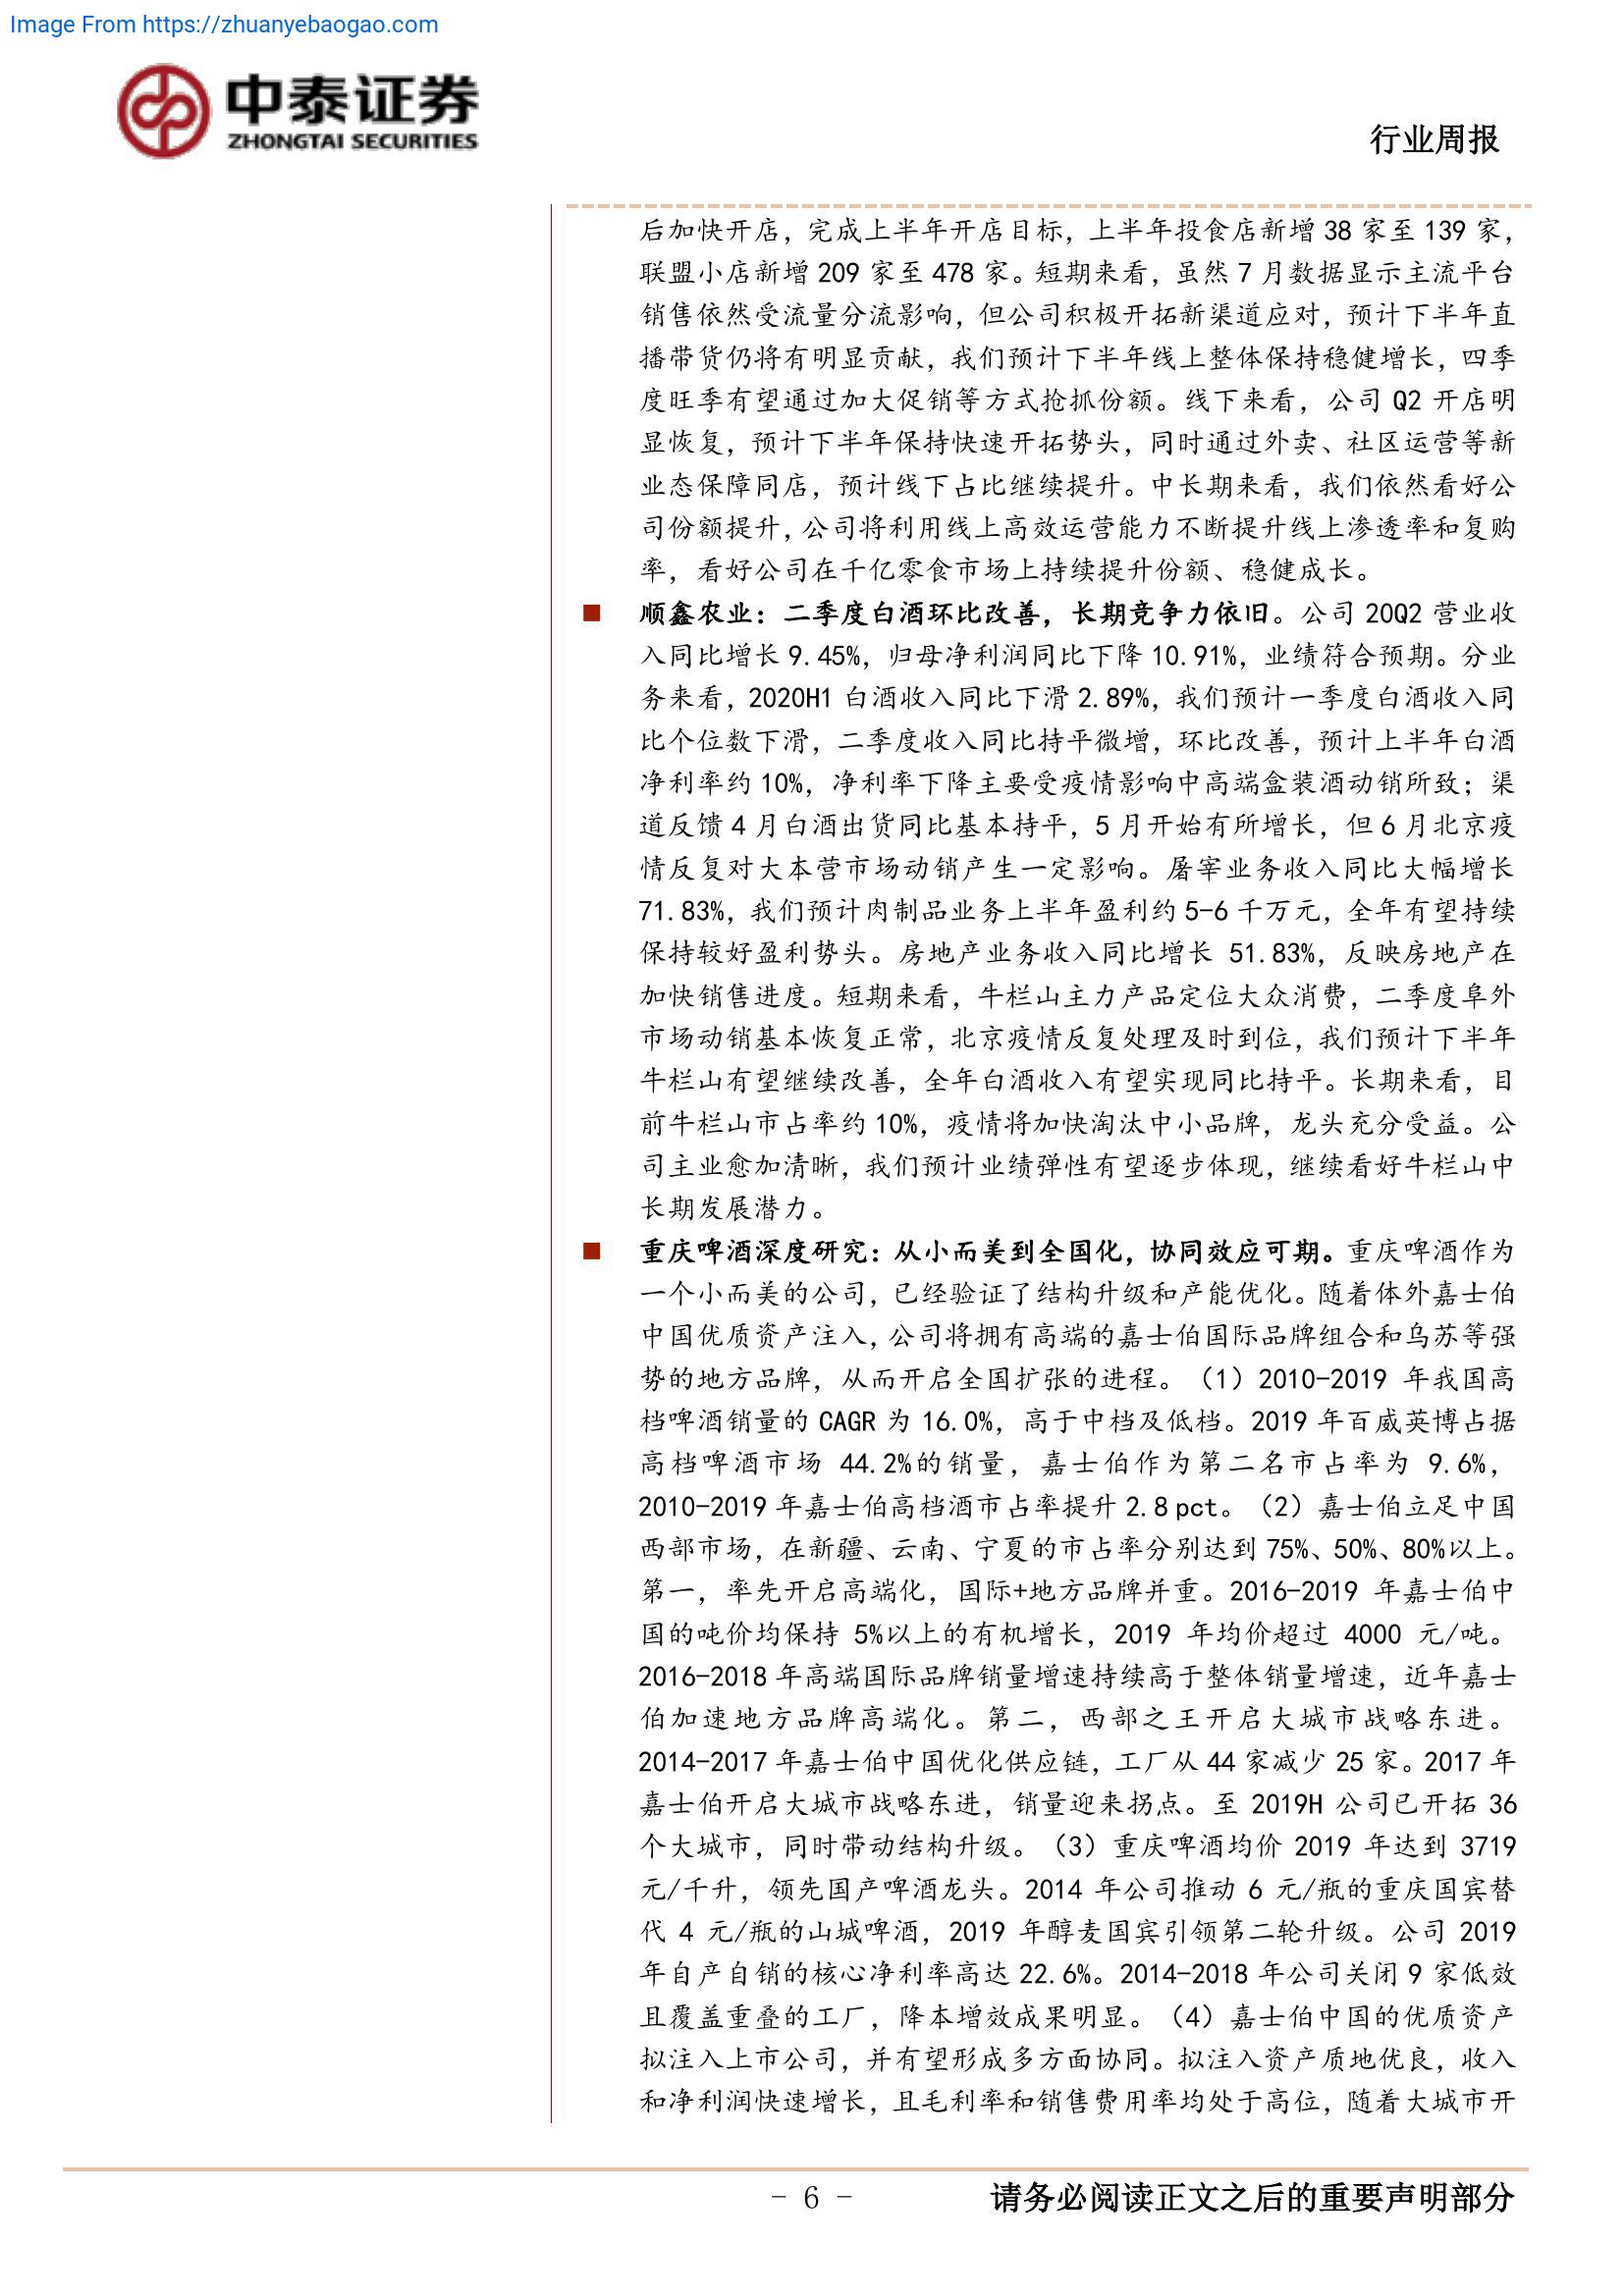 Image From https://zhuanyebaogao.com
中泰证券
ZHONGTAI SECURITIES
行业周报
后加快开店，完成上半年开店目标，上半年投食店新增 38 家至 139 家，
联盟小店新增 209 家至 478 家。短期来看，虽然 7 月数据显示主流平台
销售依然受流量分流影响，但公司积极开拓新渠道应对，预计下半年直
播带货仍将有明显贡献，我们预计下半年线上整体保持稳健增长，四季
度旺季有望通过加大促销等方式抢抓份额。线下来看，公司 Q2 开店明
显恢复，预计下半年保持快速开拓势头，同时通过外卖、社区运营等新
业态保障同店，预计线下占比继续提升。中长期来看，我们依然看好公
司份额提升，公司将利用线上高效运营能力不断提升线上渗透率和复购
率，看好公司在千亿零食市场上持续提升份额、稳健成长。
■ 顺鑫农业：二季度白酒环比改善，长期竞争力依旧。公司 20Q2 营业收
入同比增长 9.45%，归母净利润同比下降 10.91%，业绩符合预期。分业
务来看，2020H1 白酒收入同比下滑 2.89%，我们预计一季度白酒收入同
比个位数下滑，二季度收入同比持平微增，环比改善，预计上半年白酒
净利率约 10%，净利率下降主要受疫情影响中高端盒装酒动销所致；渠
道反馈 4 月白酒出货同比基本持平，5 月开始有所增长，但 6 月北京疫
情反复对大本营市场动销产生一定影响。屠宰业务收入同比大幅增长
71.83%，我们预计肉制品业务上半年盈利约 5-6 千万元，全年有望持续
保持较好盈利势头。房地产业务收入同比增长 51.83%，反映房地产在
加快销售进度。短期来看，牛栏山主力产品定位大众消费，二季度阜外
市场动销基本恢复正常，北京疫情反复处理及时到位，我们预计下半年
牛栏山有望继续改善，全年白酒收入有望实现同比持平。长期来看，目
前牛栏山市占率约 10%，疫情将加快淘汰中小品牌，龙头充分受益。公
司主业愈加清晰，我们预计业绩弹性有望逐步体现，继续看好牛栏山中
长期发展潜力。
■ 重庆啤酒深度研究：从小而美到全国化，协同效应可期。重庆啤酒作为
一个小而美的公司，已经验证了结构升级和产能优化。随着体外嘉士伯
中国优质资产注入，公司将拥有高端的嘉士伯国际品牌组合和乌苏等强
势的地方品牌，从而开启全国扩张的进程。（1）2010-2019 年我国高
档啤酒销量的 CAGR 为 16.0%，高于中档及低档。2019 年百威英博占据
高档啤酒市场 44.2%的销量，嘉士伯作为第二名市占率为 9.6%，
2010-2019 年嘉士伯高档酒市占率提升 2.8 pct。（2）嘉士伯立足中国
西部市场，在新疆、云南、宁夏的市占率分别达到 75%、50%、80%以上。
第一，率先开启高端化，国际+地方品牌并重。2016-2019 年嘉士伯中
国的吨价均保持 5%以上的有机增长，2019 年均价超过 4000 元/吨。
2016-2018 年高端国际品牌销量增速持续高于整体销量增速，近年嘉士
伯加速地方品牌高端化。第二，西部之王开启大城市战略东进。
2014-2017 年嘉士伯中国优化供应链，工厂从 44 家减少 25 家。2017 年
嘉士伯开启大城市战略东进，销量迎来拐点。至 2019H 公司已开拓 36
个大城市，同时带动结构升级。（3）重庆啤酒均价 2019 年达到 3719
元/千升，领先国产啤酒龙头。2014 年公司推动 6 元/瓶的重庆国宾替
代 4 元/瓶的山城啤酒，2019 年醇麦国宾引领第二轮升级。公司 2019
年自产自销的核心净利率高达 22.6%。2014-2018 年公司关闭 9 家低效
且覆盖重叠的工厂，降本增效成果明显。（4）嘉士伯中国的优质资产
拟注入上市公司，并有望形成多方面协同。拟注入资产质地优良，收入
和净利润快速增长，且毛利率和销售费用率均处于高位，随着大城市开
- 6 -
请务必阅读正文之后的重要声明部分